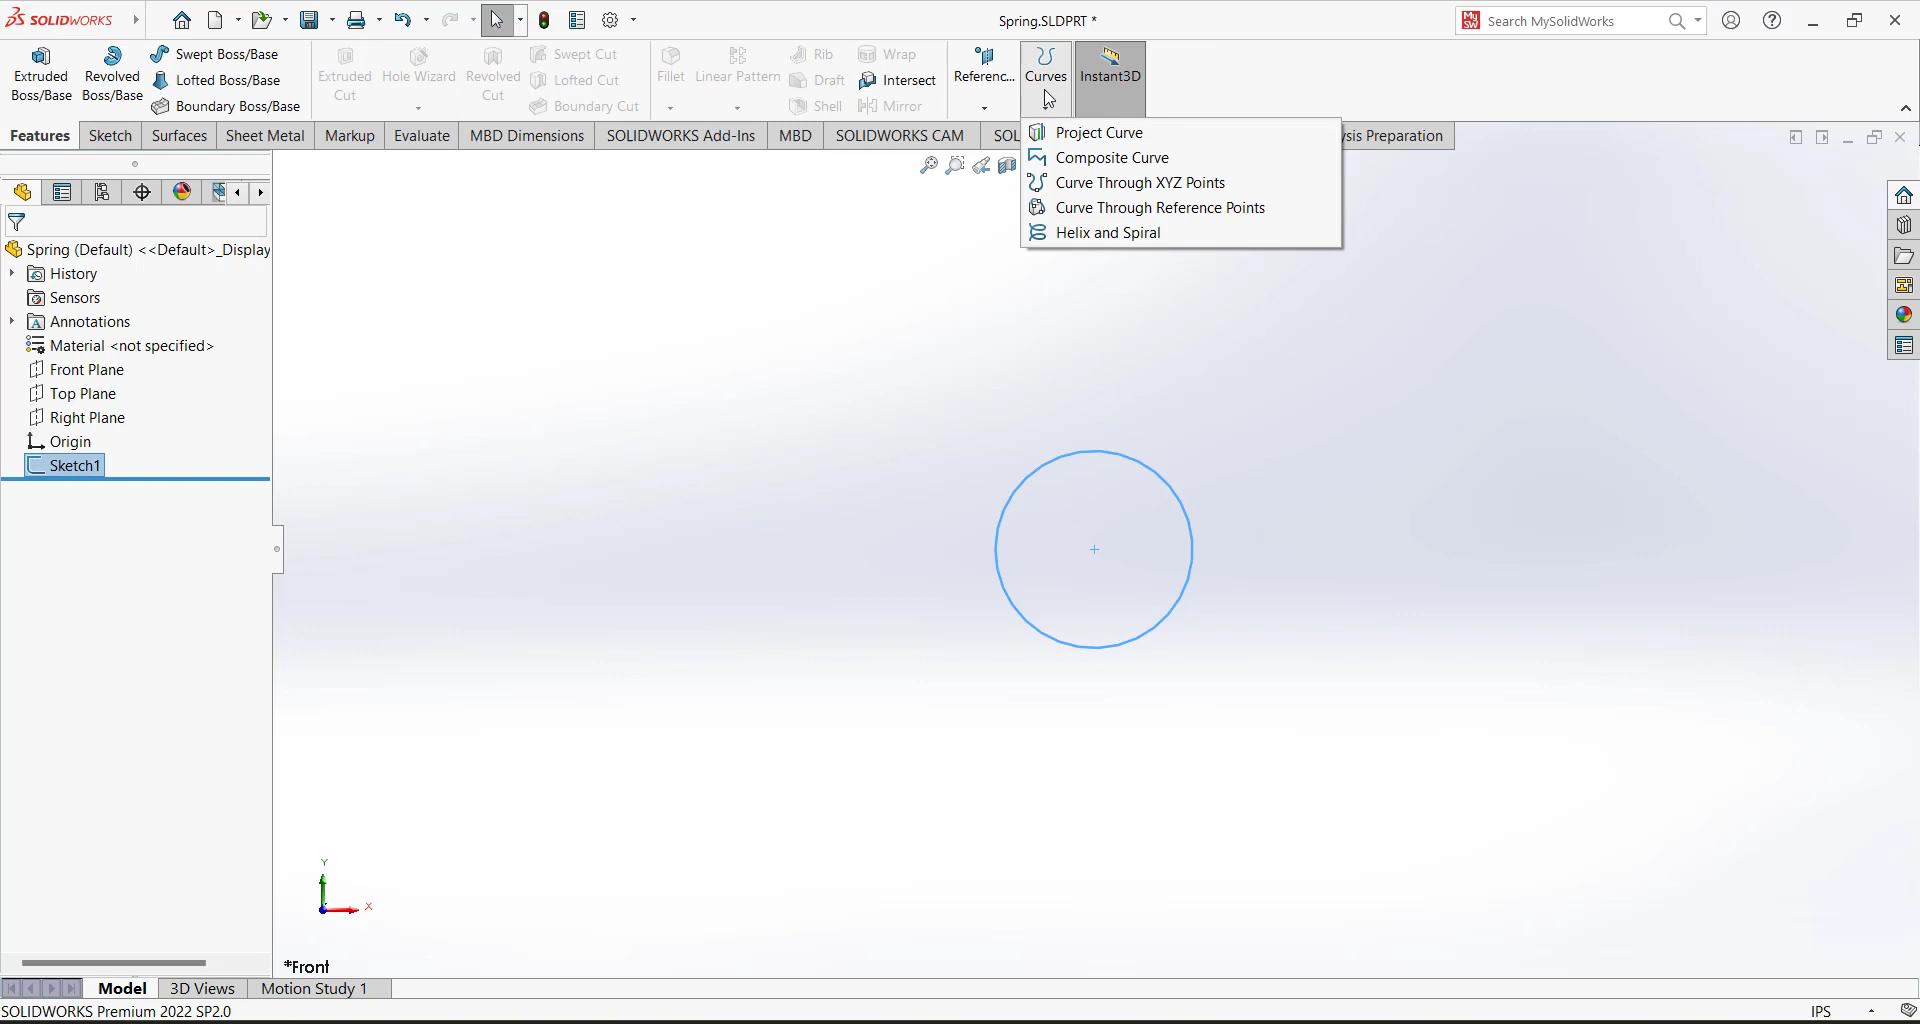 SOLIDWORKS
Spring.SLDPRT *
Search MySolidWorks
Extruded Boss/Base
Revolved Boss/Base
Swept Boss/Base
Lofted Boss/Base
Boundary Boss/Base
Extruded Cut
Hole Wizard
Revolved Cut
Swept Cut
Lofted Cut
Boundary Cut
Fillet
Linear Pattern
Rib
Draft
Shell
Wrap
Intersect
Mirror
Referenc...
Curves
Instant3D
Features
Sketch
Surfaces
Sheet Metal
Markup
Evaluate
MBD Dimensions
SOLIDWORKS Add-Ins
MBD
SOLIDWORKS CAM
SOL
ysis Preparation
Project Curve
Composite Curve
Curve Through XYZ Points
Curve Through Reference Points
Helix and Spiral
Spring (Default) <<Default>_Display
History
Sensors
Annotations
Material <not specified>
Front Plane
Top Plane
Right Plane
Origin
Sketch1
Y
X
*Front
Model
3D Views
Motion Study 1
SOLIDWORKS Premium 2022 SP2.0
IPS